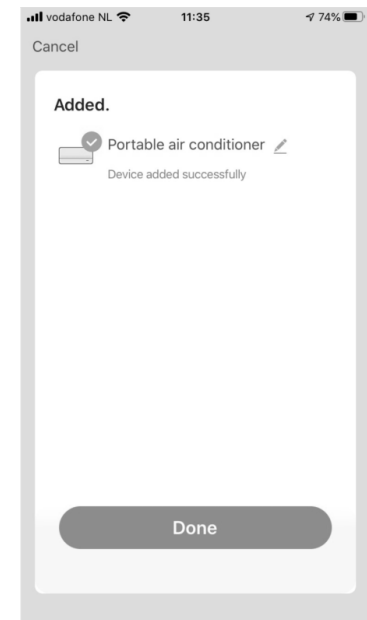 vodafone NL 11:35 74%
Cancel
Added.
Portable air conditioner
Device added successfully
Done